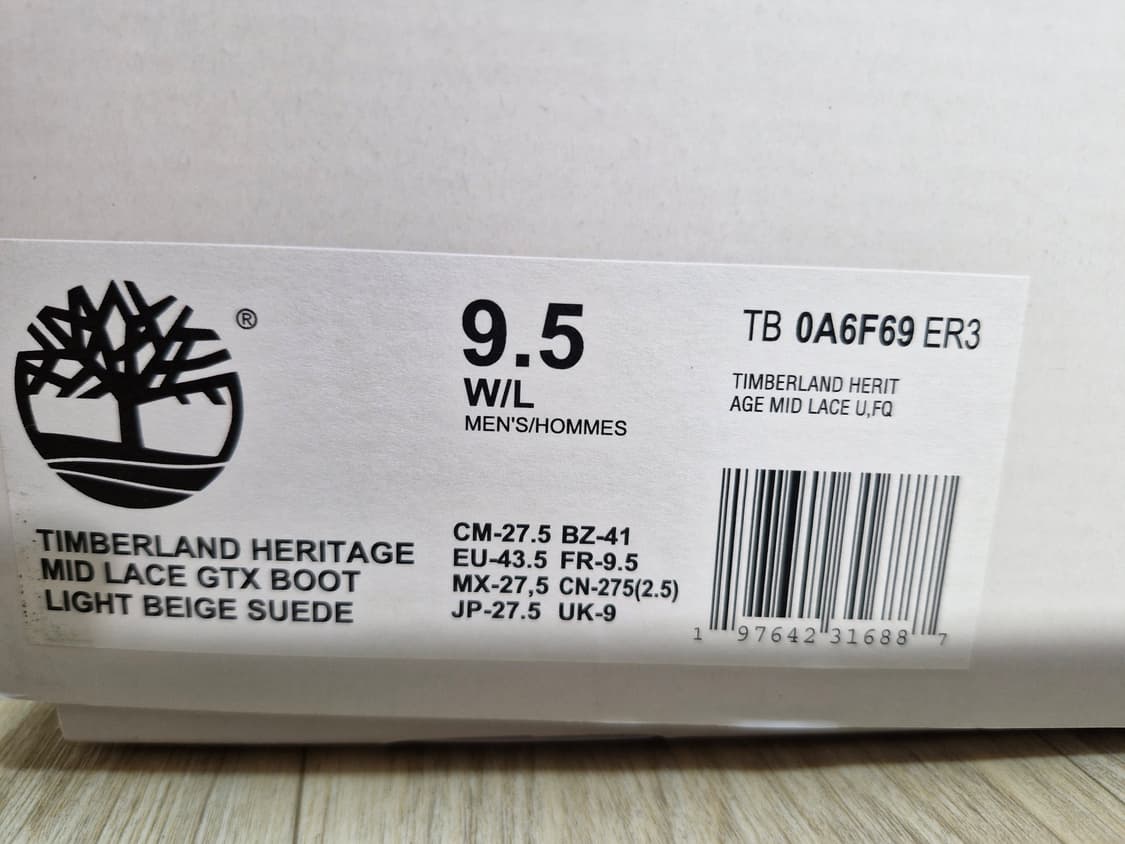 ®
9.5
W/L
MEN'S/HOMMES
TB 0A6F69 ER3
TIMBERLAND HERIT
AGE MID LACE U,FQ
TIMBERLAND HERITAGE
MID LACE GTX BOOT
LIGHT BEIGE SUEDE
CM-27.5 BZ-41
EU-43.5 FR-9.5
MX-27,5 CN-275(2.5)
JP-27.5 UK-9
1 97642 31688 7